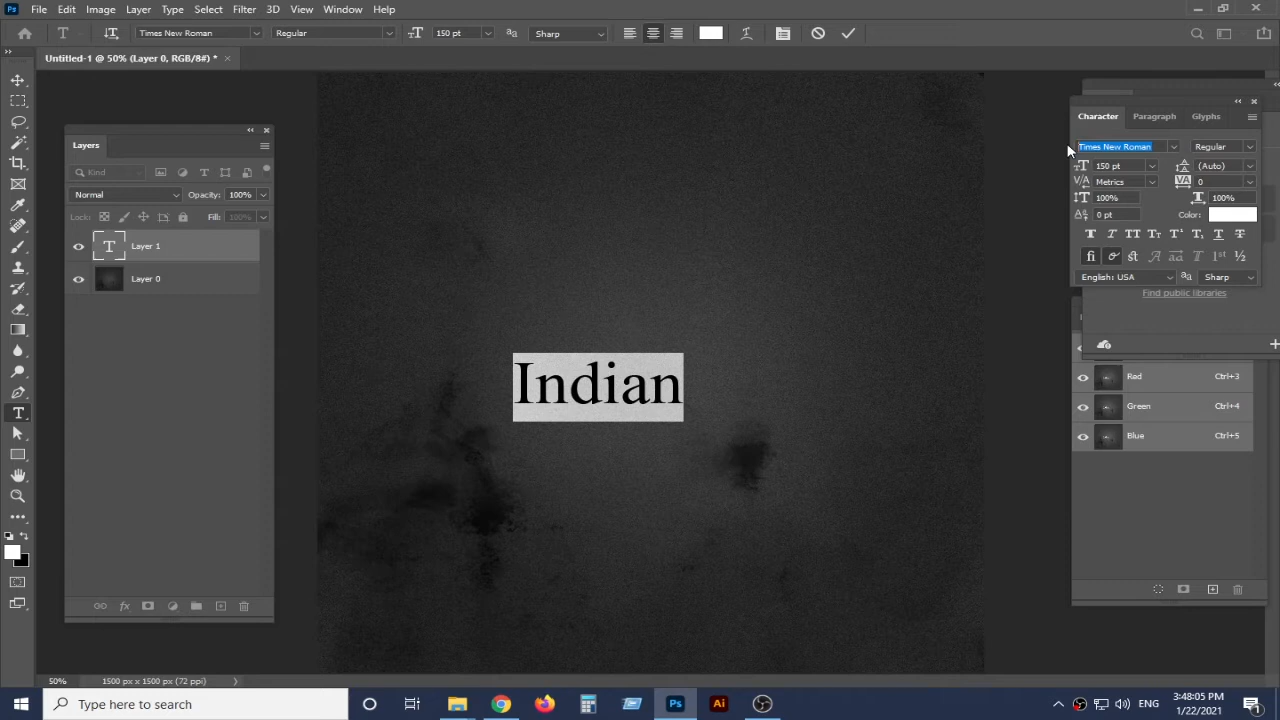 Ps File Edit Image Layer Type Select Filter 3D View Window Help
Times New Roman Regular 150 pt Sharp
Untitled-1 @ 50% (Layer 0, RGB/8#) * ×
Layers
Kind
Normal Opacity: 100%
Lock: Fill: 100%
T Layer 1
Layer 0
Indian
Character Paragraph Glyphs
Times New Roman Regular
150 pt (Auto)
Metrics 0
100% 100%
0 pt Color:
English: USA Sharp
Find public libraries
Red Ctrl+3
Green Ctrl+4
Blue Ctrl+5
50% 1500 px x 1500 px (72 ppi)
Type here to search
Ps Ai
ENG
3:48:05 PM
1/22/2021